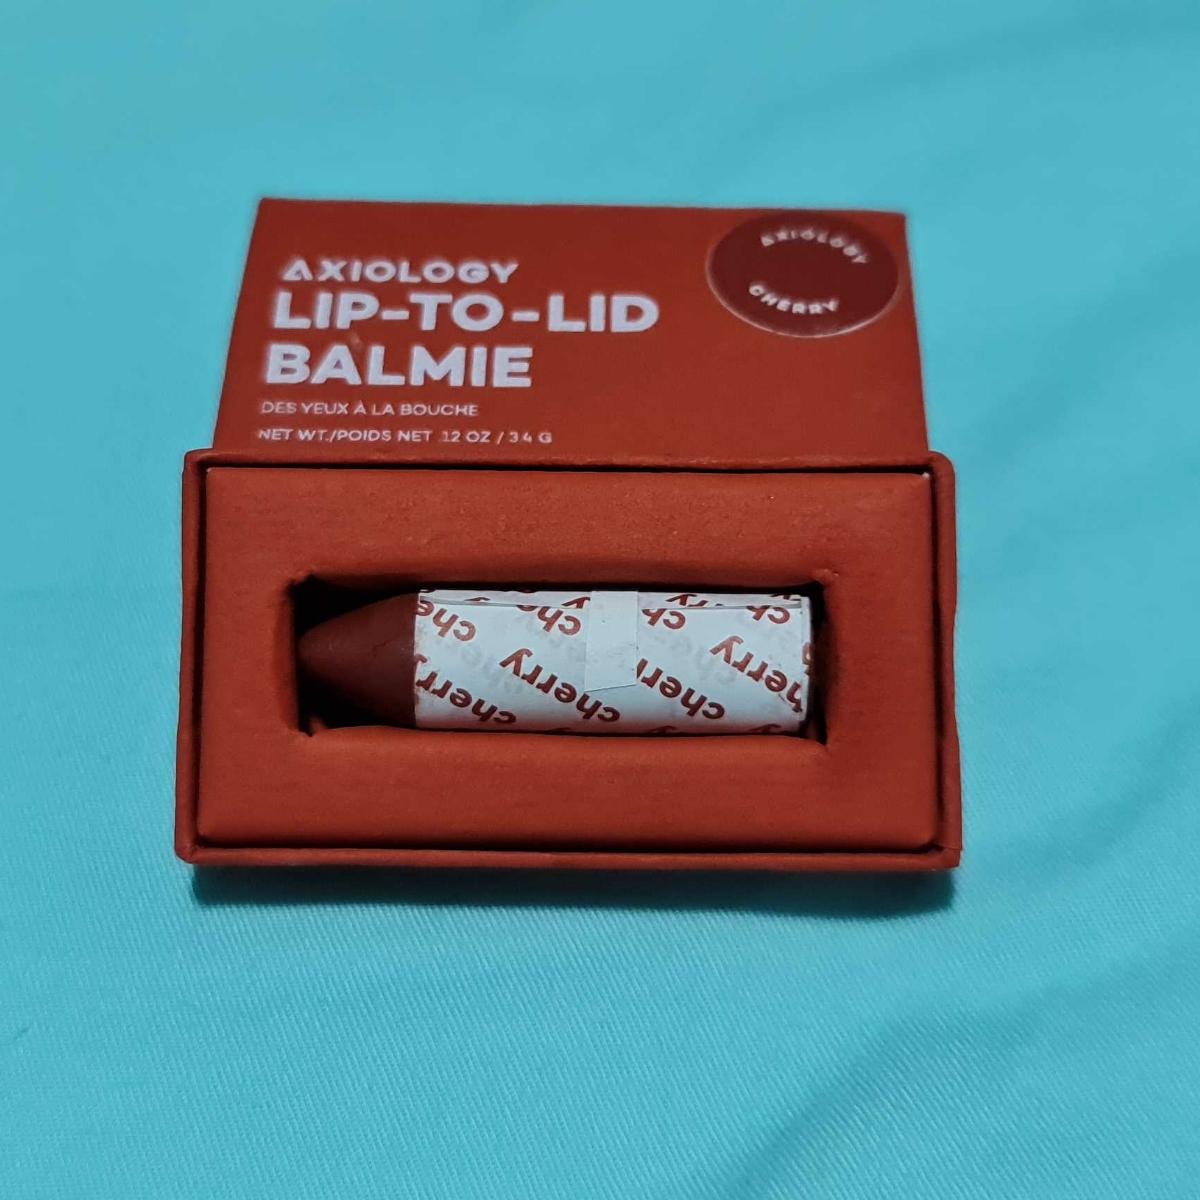 AXIOLOGY
LIP-TO-LID
BALMIE
DES YEUX À LA BOUCHE
NET WT./POIDS NET .12 OZ / 3.4 G
AXIOLOGY
CHERRY
cherry
cherry
cherry
cherry
cherry